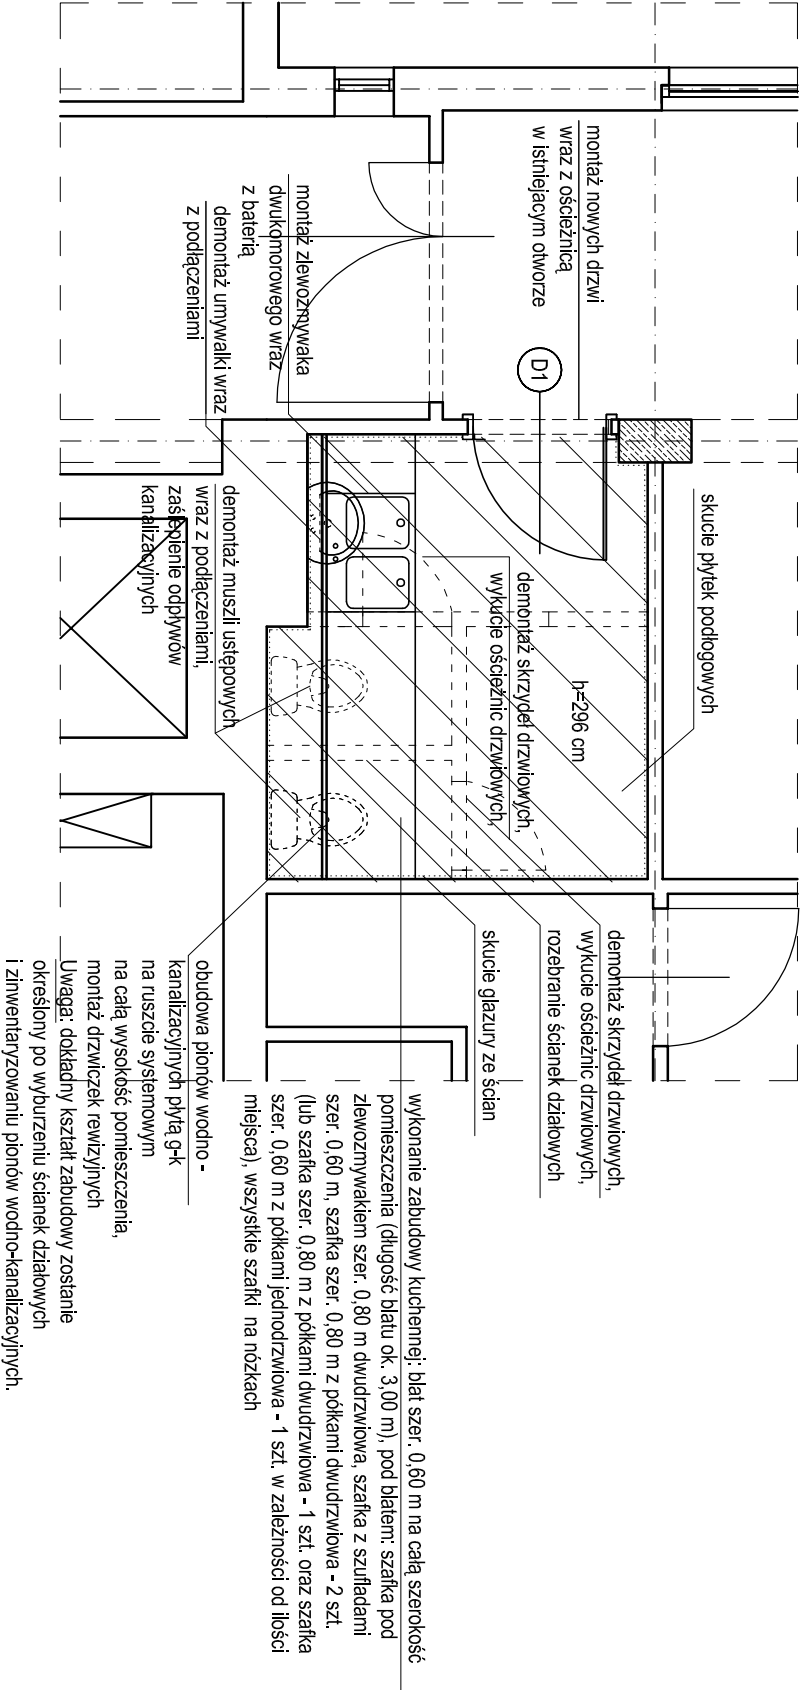 montaż nowych drzwi
wraz z ościeżnicą
w istniejacym otworze
D1
montaż zlewozmywaka
dwukomorowego wraz
z baterią
demontaż umywalki wraz
z podłączeniami
skucie płytek podłogowych
demontaż skrzydeł drzwiowych,
wykucie ościeżnic drzwiowych,
h=296 cm
demontaż muszli ustępowych
wraz z podłączeniami,
zaślepienie odpływów
kanalizacyjnych
demontaż skrzydeł drzwiowych,
wykucie ościeżnic drzwiowych,
rozebranie ścianek działowych
skucie glazury ze ścian
obudowa pionów wodno -
kanalizacyjnych płytą g-k
na ruszcie systemowym
na całą wysokość pomieszczenia,
montaż drzwiczek rewizyjnych
Uwaga: dokładny kształt zabudowy zostanie
określony po wyburzeniu ścianek działowych
i zinwentaryzowaniu pionów wodno-kanalizacyjnych.
wykonanie zabudowy kuchennej: blat szer. 0,60 m na całą szerokość
pomieszczenia (długość blatu ok. 3,00 m), pod blatem: szafka pod
zlewozmywakiem szer. 0,80 m dwudrzwiowa, szafka z szufladami
szer. 0,60 m, szafka szer. 0,80 m z półkami dwudrzwiowa - 2 szt.
(lub szafka szer. 0,80 m z półkami dwudrzwiowa - 1 szt. oraz szafka
szer. 0,60 m z półkami jednodrzwiowa - 1 szt. w zależności od ilości
miejsca), wszystkie szafki  na nózkach